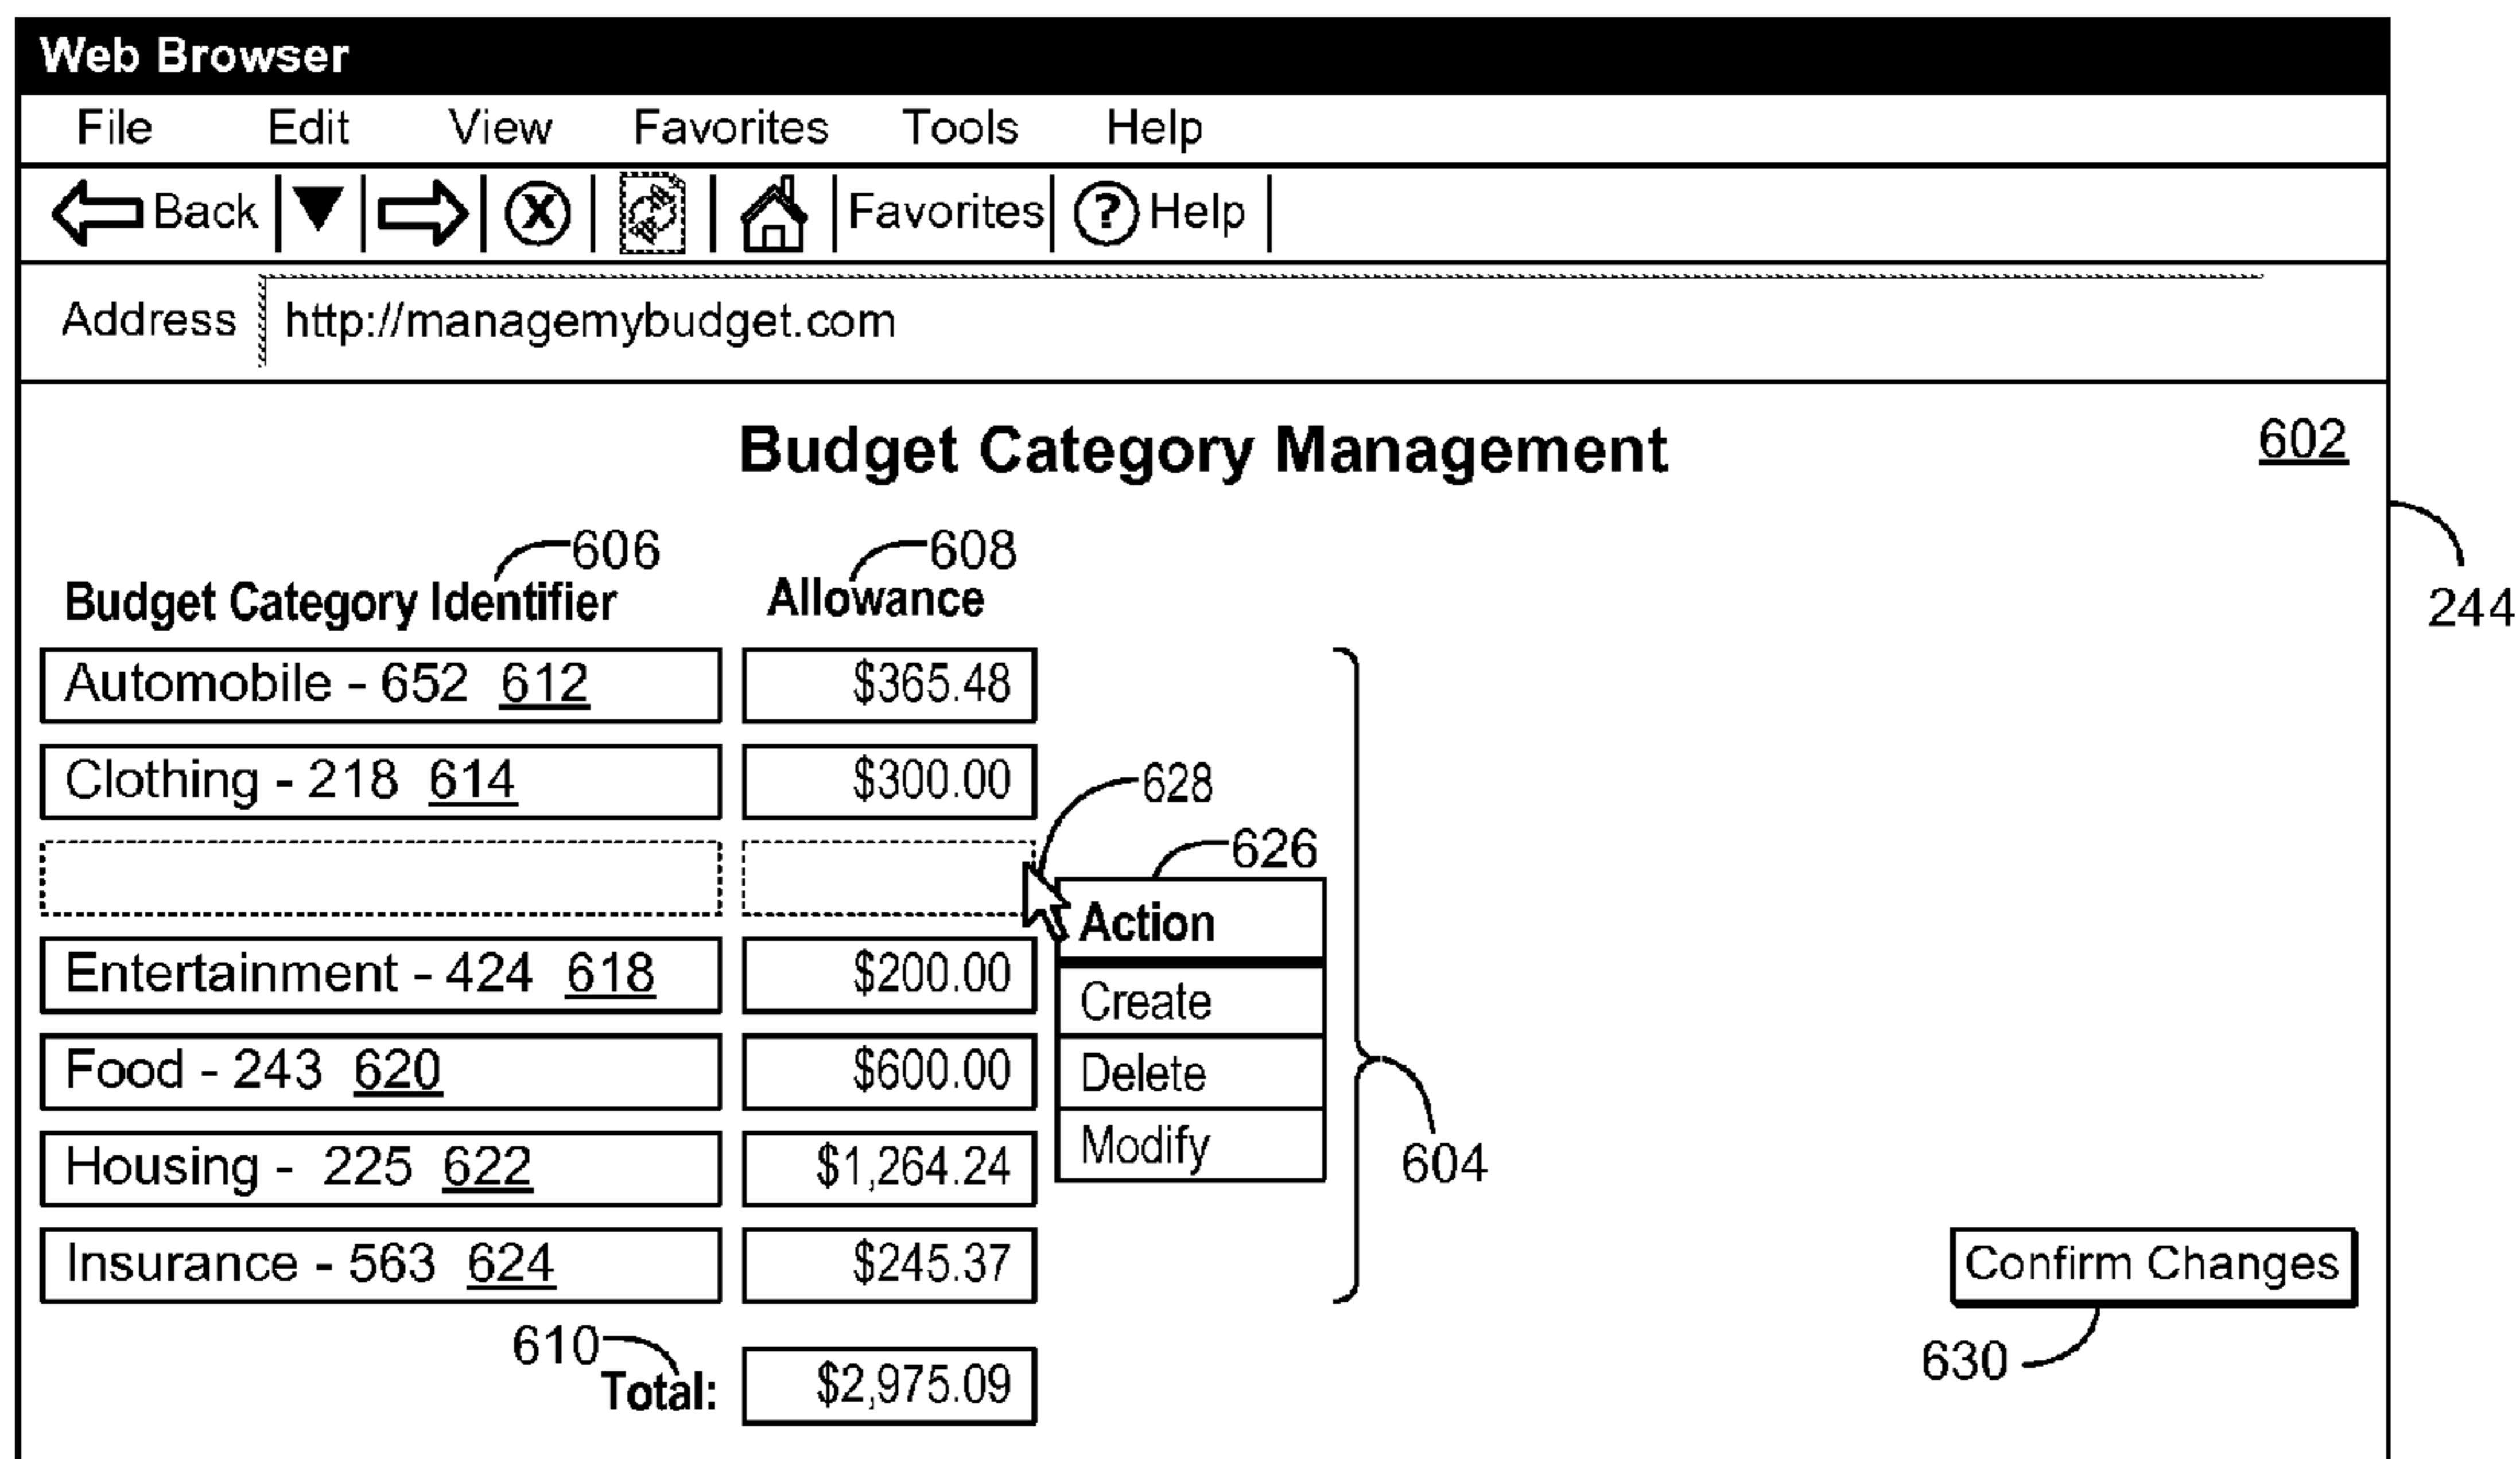 Web Browser
File Edit View Favorites Tools Help
Back X Favorites ? Help
Address http://managemybudget.com
Budget Category Management 602
606 608
Budget Category Identifier Allowance 244
Automobile - 652 612 $365.48
Clothing - 218 614 $300.00
628
626
Action
Entertainment - 424 618 $200.00
Create
Food - 243 620 $600.00
Delete
Modify
Housing - 225 622 $1,264.24
604
Insurance - 563 624 $245.37
Confirm Changes
610 630
Total: $2,975.09